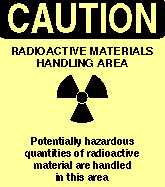 CAUTION
RADIOACTIVE MATERIALS
HANDLING AREA
Potentially hazardous
quantities of radioactive
material are handled
in this area